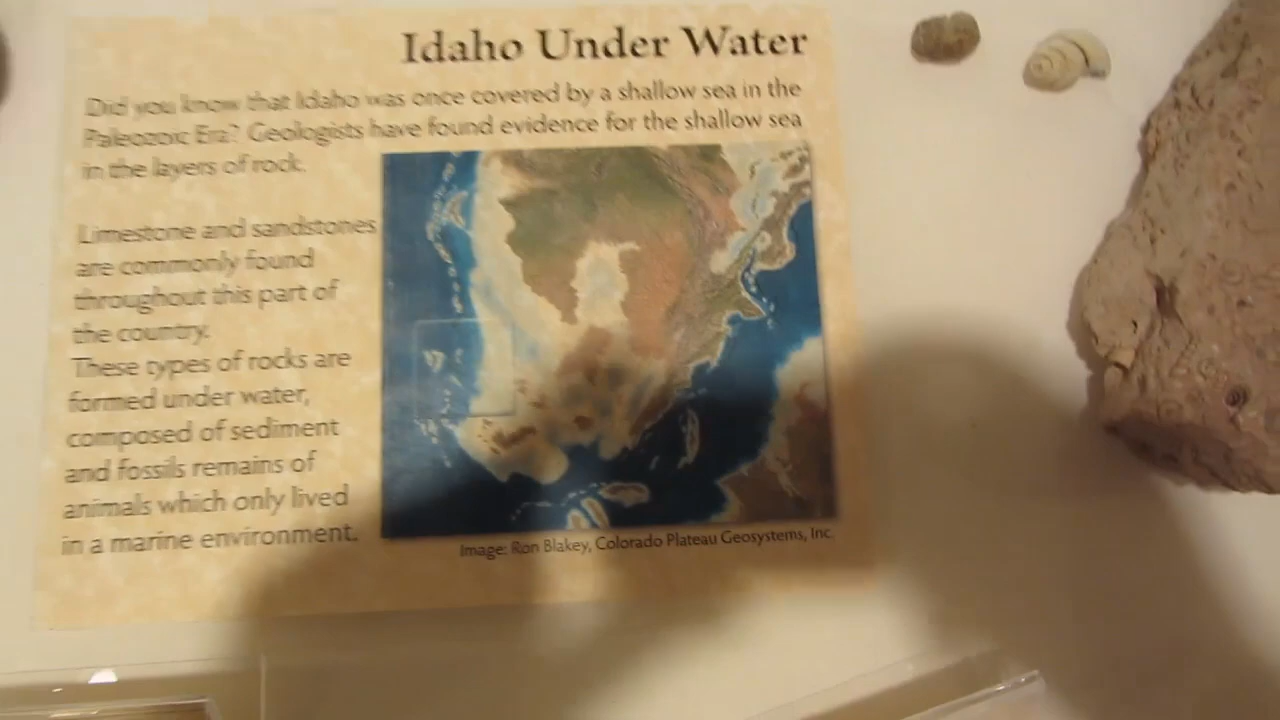 Idaho Under Water
Did you know that Idaho was once covered by a shallow sea in the
Paleozoic Era? Geologists have found evidence for the shallow sea
in the layers of rock.
Limestone and sandstones
are commonly found
throughout this part of
the country.
These types of rocks are
formed under water,
composed of sediment
and fossils remains of
animals which only lived
in a marine environment.
Image: Ron Blakey, Colorado Plateau Geosystems, Inc.